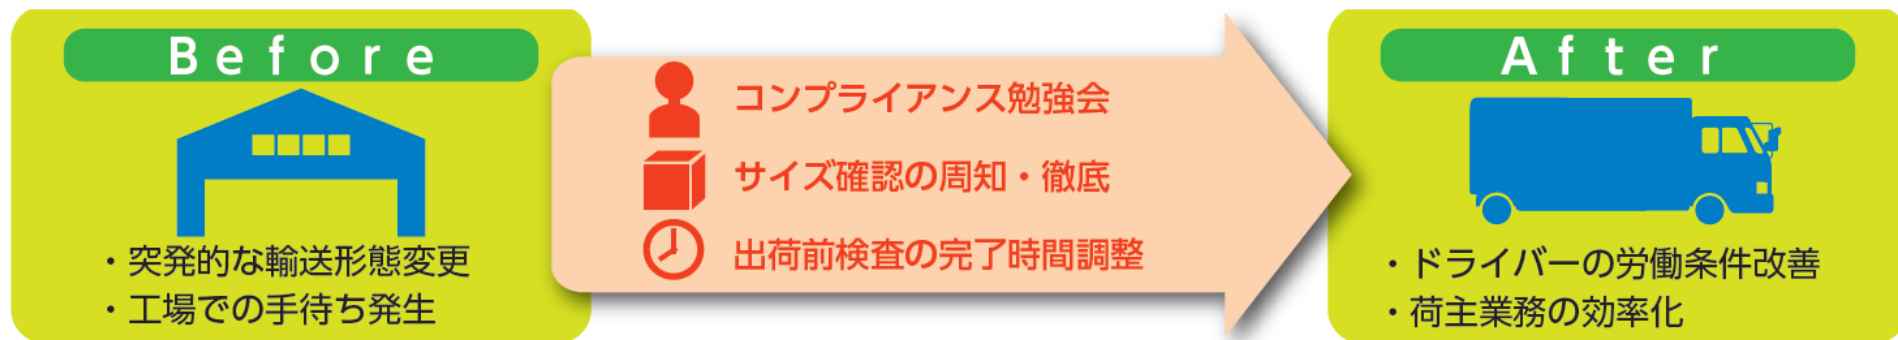 Before
・突発的な輸送形態変更
・工場での手待ち発生
コンプライアンス勉強会
サイズ確認の周知・徹底
出荷前検査の完了時間調整
After
・ドライバーの労働条件改善
・荷主業務の効率化